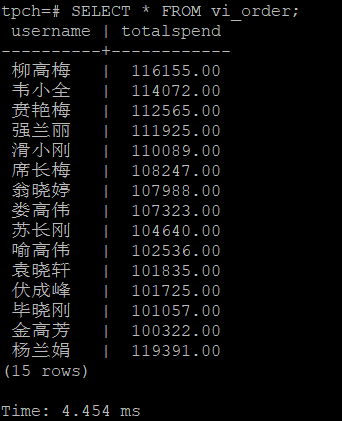 tpch=# SELECT * FROM vi_order;
 username | totalspend
----------+------------
 柳高梅   |  116155.00
 韦小全   |  114072.00
 贲艳梅   |  112565.00
 强兰丽   |  111925.00
 滑小刚   |  110089.00
 席长梅   |  108247.00
 翁晓婷   |  107988.00
 娄高伟   |  107323.00
 苏长刚   |  104640.00
 喻高伟   |  102536.00
 袁晓轩   |  101835.00
 伏成峰   |  101725.00
 毕晓刚   |  101057.00
 金高芳   |  100322.00
 杨兰娟   |  119391.00
(15 rows)
Time: 4.454 ms